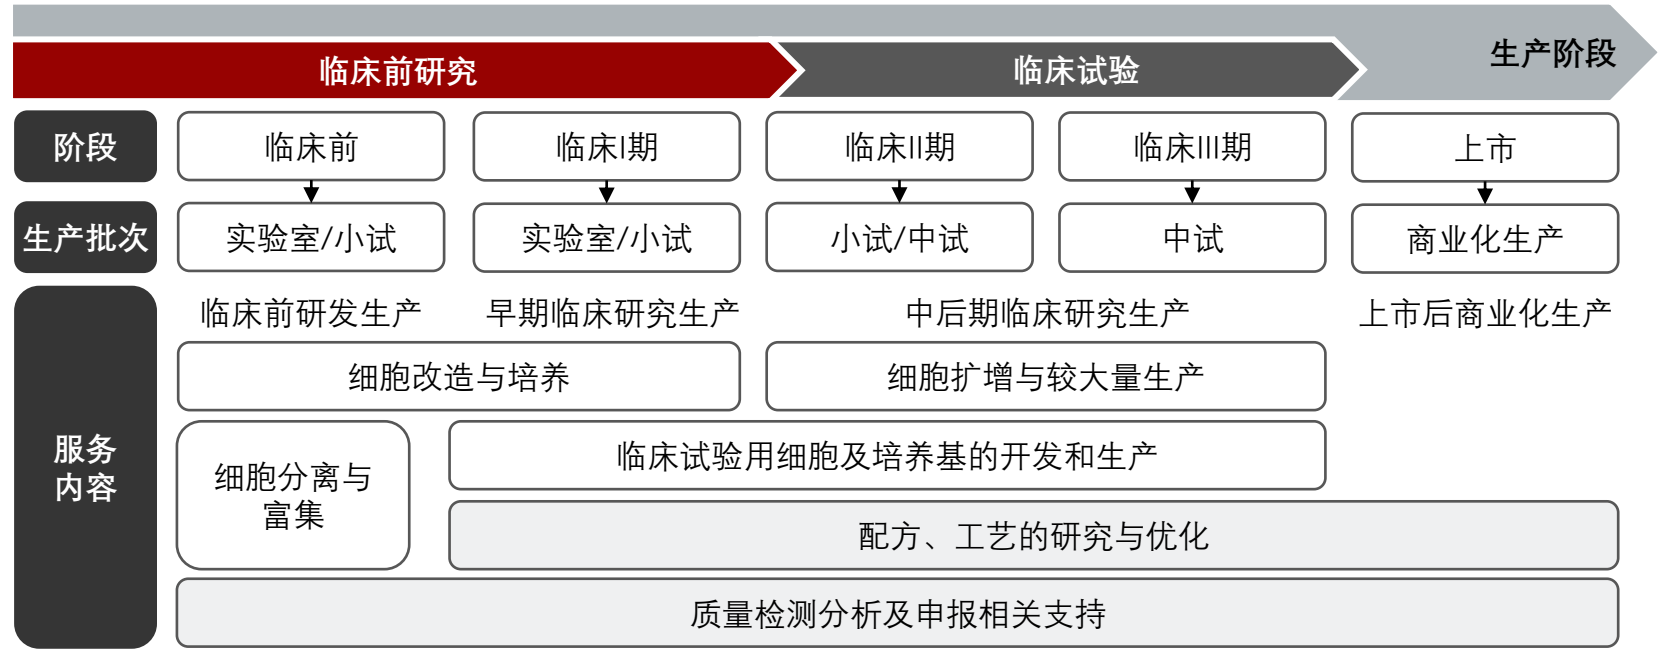 生产阶段
临床前研究
临床试验
阶段
临床前
临床I期
临床II期
临床III期
上市
生产批次
实验室/小试
实验室/小试
小试/中试
中试
商业化生产
服务
内容
临床前研发生产
早期临床研究生产
中后期临床研究生产
上市后商业化生产
细胞改造与培养
细胞扩增与较大量生产
细胞分离与
富集
临床试验用细胞及培养基的开发和生产
配方、工艺的研究与优化
质量检测分析及申报相关支持